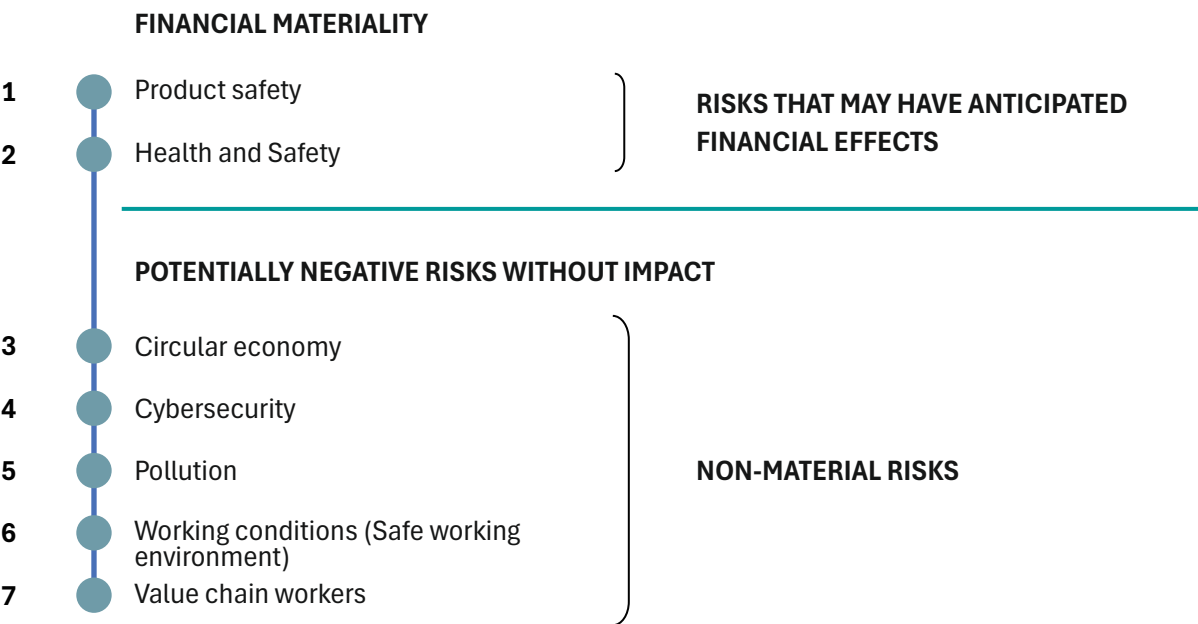 FINANCIAL MATERIALITY
1 Product safety
2 Health and Safety
RISKS THAT MAY HAVE ANTICIPATED
FINANCIAL EFFECTS
POTENTIALLY NEGATIVE RISKS WITHOUT IMPACT
3 Circular economy
4 Cybersecurity
5 Pollution
6 Working conditions (Safe working
environment)
7 Value chain workers
NON-MATERIAL RISKS